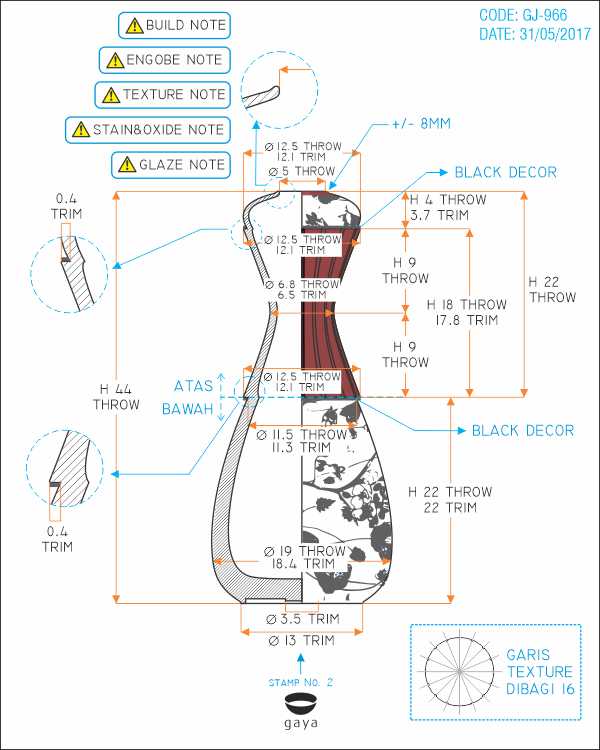 CODE: GJ-966
DATE: 31/05/2017
BUILD NOTE
ENGOBE NOTE
TEXTURE NOTE
STAIN&OXIDE NOTE
GLAZE NOTE
+/- 8MM
Ø 12.5 THROW
12.1 TRIM
Ø 5 THROW
BLACK DECOR
0.4
TRIM
H 4 THROW
3.7 TRIM
Ø 12.5 THROW
12.1 TRIM
H 9
THROW
Ø 6.8 THROW
6.5 TRIM
H 22
THROW
H 18 THROW
17.8 TRIM
H 9
THROW
Ø 12.5 THROW
12.1 TRIM
ATAS
BAWAH
H 44
THROW
Ø 11.5 THROW
11.3 TRIM
BLACK DECOR
H 22 THROW
22 TRIM
0.4
TRIM
Ø 19 THROW
18.4 TRIM
Ø 3.5 TRIM
Ø 13 TRIM
STAMP NO. 2
gaya
GARIS
TEXTURE
DIBAGI 16